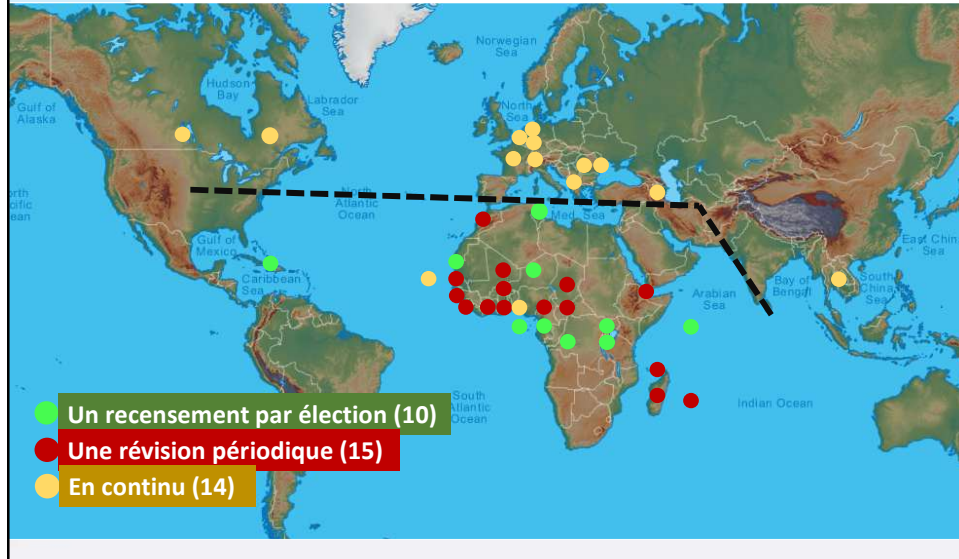 Norwegian
Sea
Hudson
Bay
Gulf of
Alaska
Labrador
Sea
North
Sea
North
Atlantic
Ocean
Med. Sea
East China
Sea
Gulf of
Mexico
Caribbean
Sea
Arabian
Sea
Bay of
Bengal
South
China
Sea
South
Atlantic
Ocean
Indian Ocean
Un recensement par élection (10)
Une révision périodique (15)
En continu (14)